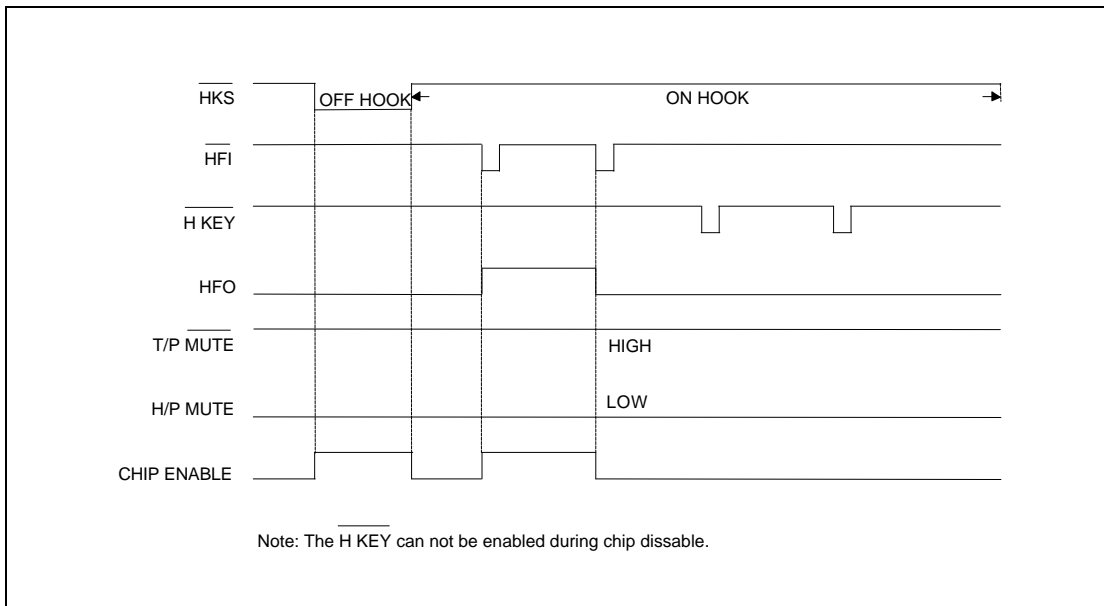 HKS OFF HOOK ON HOOK
HFI
H KEY
HFO
T/P MUTE HIGH
H/P MUTE LOW
CHIP ENABLE
Note: The H KEY can not be enabled during chip dissable.